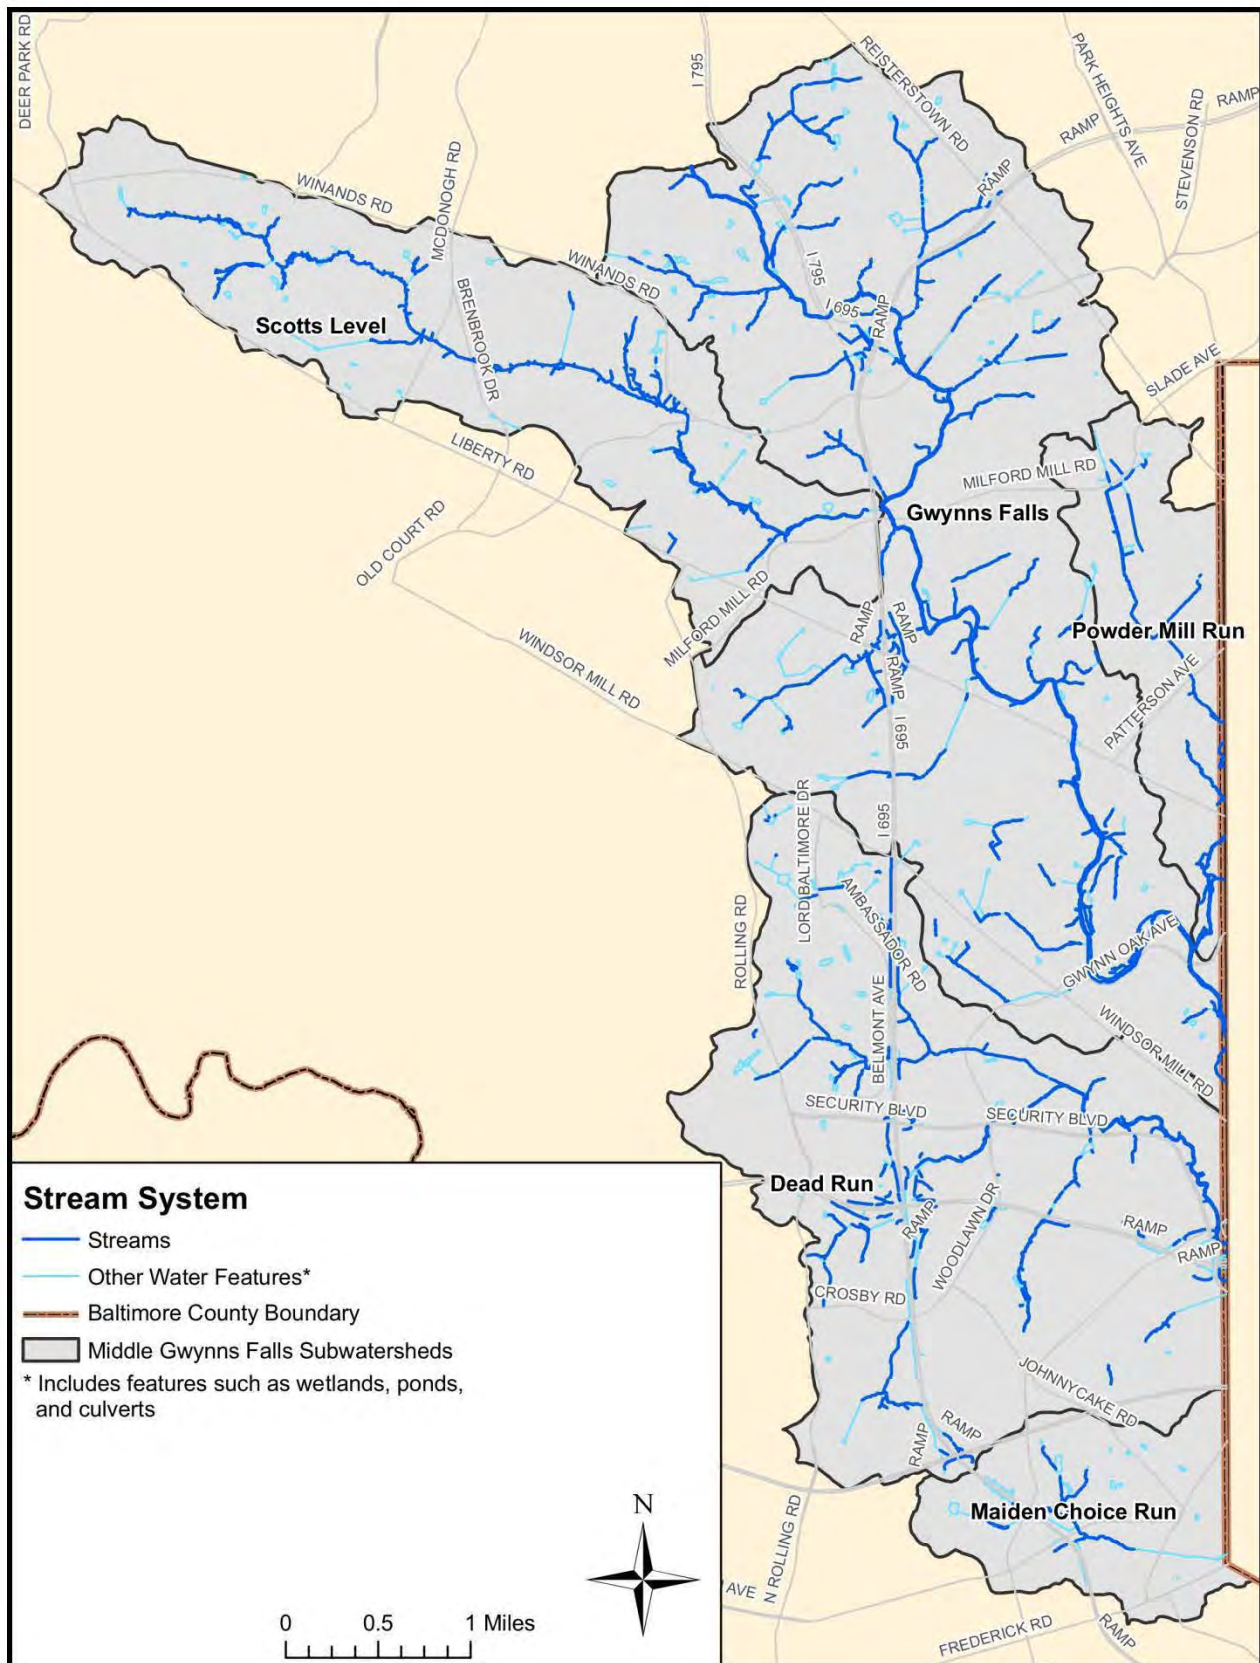 DEER PARK RD
I 795
REISTERSTOWN RD
PARK HEIGHTS AVE
RAMP
RAMP
STEVENSON RD
WINANDS RD
MCDONOGH RD
RAMP
WINANDS RD
I 795
BRENBROOK DR
I 695
RAMP
Scotts Level
SLADE AVE
LIBERTY RD
MILFORD MILL RD
Gwynns Falls
OLD COURT RD
MILFORD MILL RD
RAMP
RAMP
Powder Mill Run
WINDSOR MILL RD
RAMP
PATTERSON AVE
I 695
LORD BALTIMORE DR
I 695
AMBASSADOR RD
ROLLING RD
GWYNN OAK AVE
BELMONT AVE
WINDSOR MILL RD
SECURITY BLVD
SECURITY BLVD
Dead Run
WOODLAWN DR
RAMP
RAMP
RAMP
CROSBY RD
JOHNNYCAKE RD
RAMP
RAMP
Maiden Choice Run
N ROLLING RD
AVE
FREDERICK RD
RAMP
Stream System
Streams
Other Water Features*
Baltimore County Boundary
Middle Gwynns Falls Subwatersheds
* Includes features such as wetlands, ponds,
and culverts
N
0 0.5 1 Miles